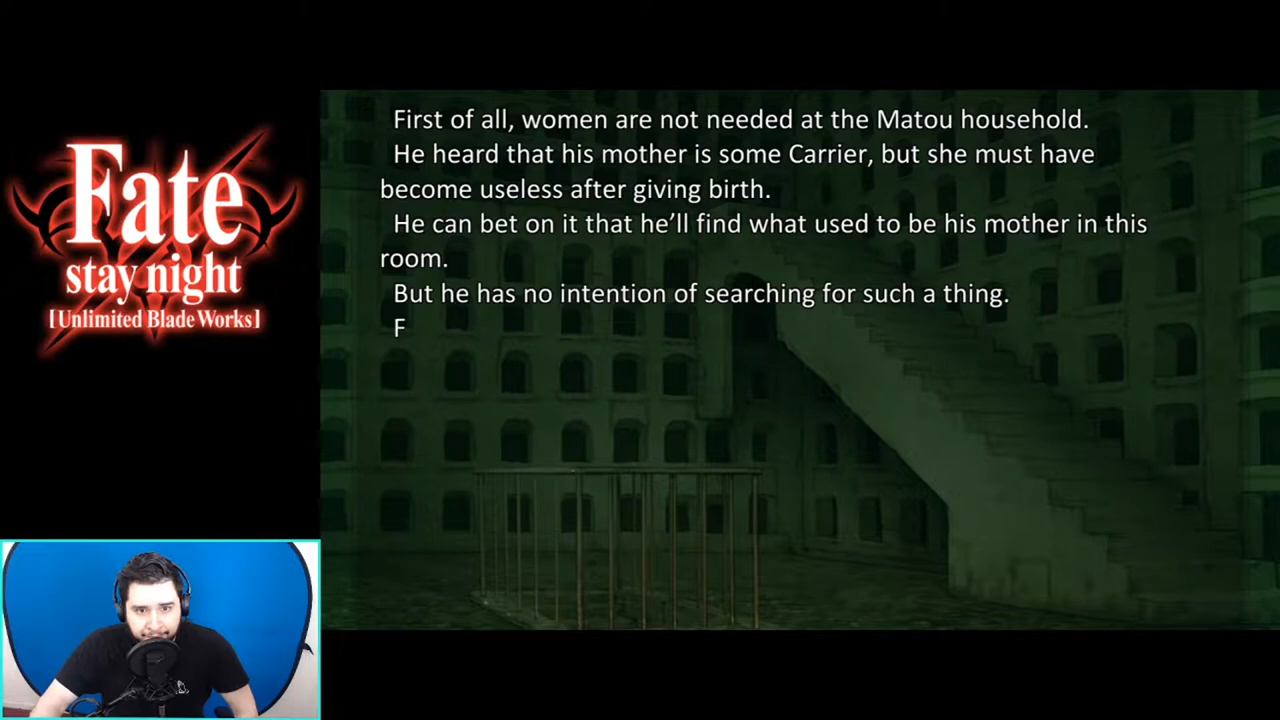 Fate
stay night
[Unlimited Blade Works]
First of all, women are not needed at the Matou household.
He heard that his mother is some Carrier, but she must have
become useless after giving birth.
He can bet on it that he’ll find what used to be his mother in this
room.
But he has no intention of searching for such a thing.
F